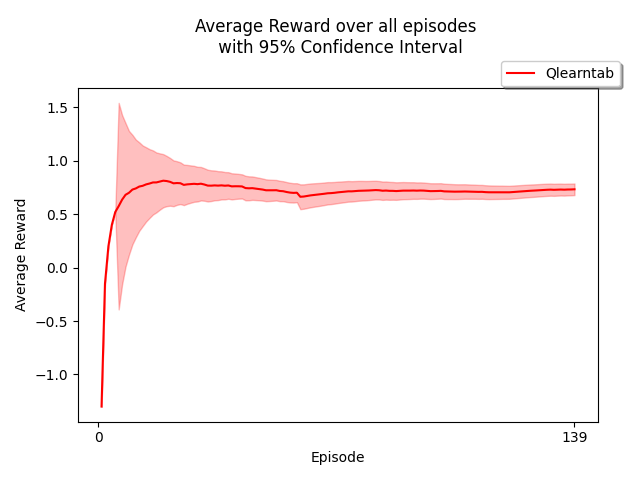 Average Reward over all episodes
with 95% Confidence Interval
Qlearntab
1.5
1.0
0.5
0.0
−0.5
−1.0
Average Reward
0
139
Episode